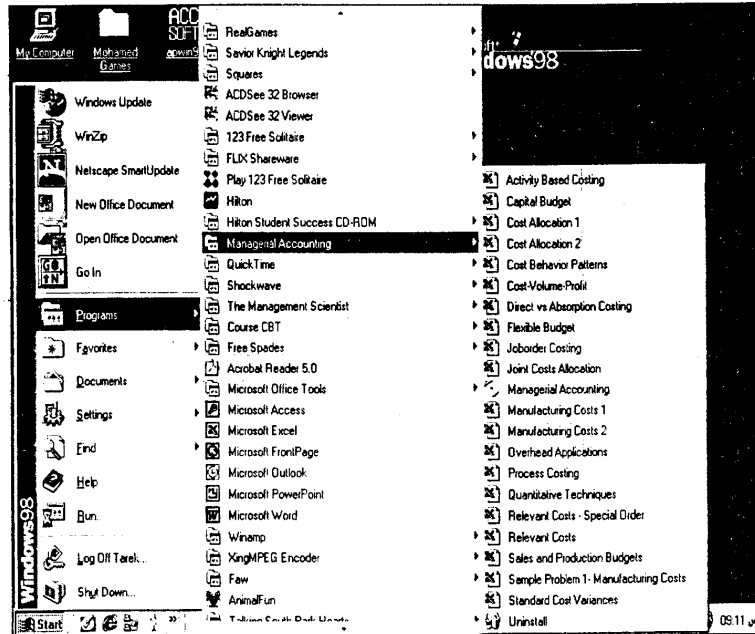 My Computer
Mohamed Games
ACD
SOFT
apwin9
dows98
Windows Update
WinZip
Netscape SmartUpdate
New Office Document
Open Office Document
Go In
Programs
Favorites
Documents
Settings
Find
Help
Run...
Log Off Tarek...
Shut Down...
Windows98
Start
RealGames
Savior Knight Legends
Squares
ACDSee 32 Browser
ACDSee 32 Viewer
123 Free Solitaire
FLIX Shareware
Play 123 Free Solitaire
Hilton
Hilton Student Success CD-ROM
Managerial Accounting
QuickTime
Shockwave
The Management Scientist
Course CBT
Free Spades
Acrobat Reader 5.0
Microsoft Office Tools
Microsoft Access
Microsoft Excel
Microsoft FrontPage
Microsoft Outlook
Microsoft PowerPoint
Microsoft Word
Winamp
XingMPEG Encoder
Faw
AnimalFun
Talking South Park Hearts
Activity Based Costing
Capital Budget
Cost Allocation 1
Cost Allocation 2
Cost Behavior Patterns
Cost-Volume-Profit
Direct vs Absorption Costing
Flexible Budget
Joborder Costing
Joint Costs Allocation
Managerial Accounting
Manufacturing Costs 1
Manufacturing Costs 2
Overhead Applications
Process Costing
Quantitative Techniques
Relevant Costs - Special Order
Relevant Costs
Sales and Production Budgets
Sample Problem 1- Manufacturing Costs
Standard Cost Variances
Uninstall
09.11